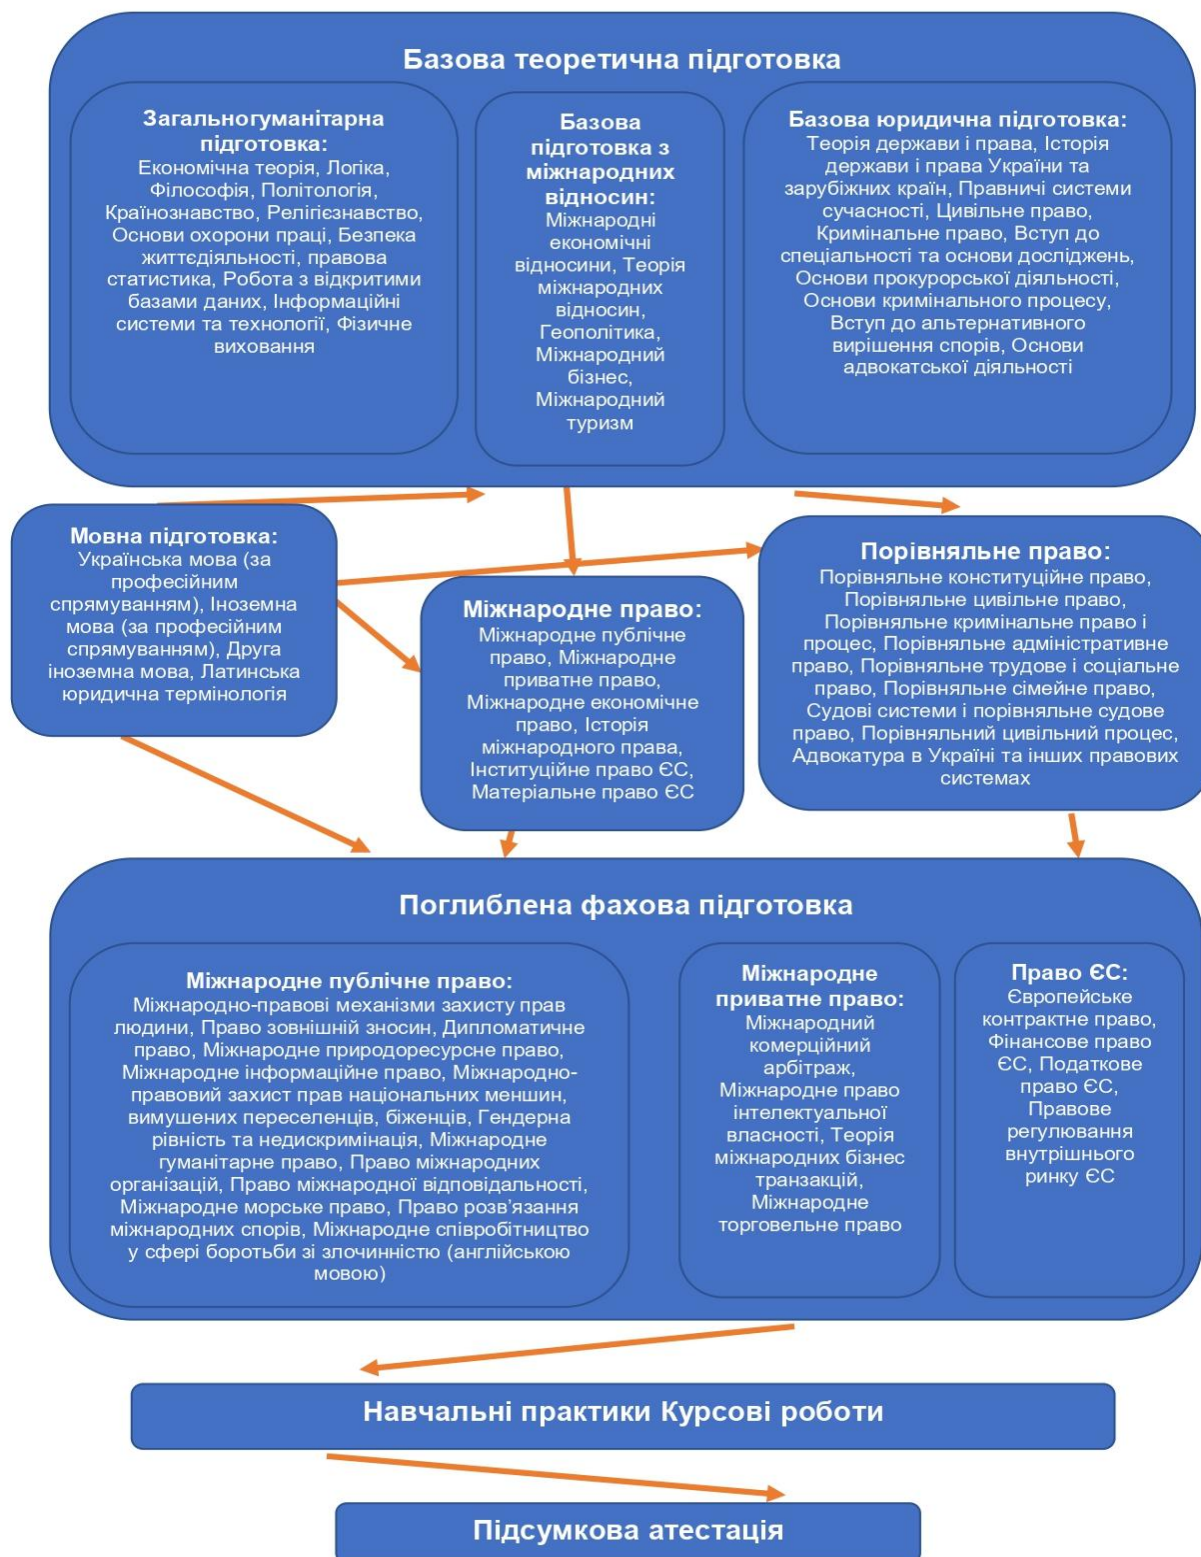 Базова теоретична підготовка
Загальногуманітарна
підготовка:
Економічна теорія, Логіка,
Філософія, Політологія,
Країнознавство, Релігієзнавство,
Основи охорони праці, Безпека
життєдіяльності, правова
статистика, Робота з відкритими
базами даних, Інформаційні
системи та технології, Фізичне
виховання
Базова
підготовка з
міжнародних
відносин:
Міжнародні
економічні
відносини, Теорія
міжнародних
відносин,
Геополітика,
Міжнародний
бізнес,
Міжнародний
туризм
Базова юридична підготовка:
Теорія держави і права, Історія
держави і права України та
зарубіжних країн, Правничі системи
сучасності, Цивільне право,
Кримінальне право, Вступ до
спеціальності та основи досліджень,
Основи прокурорської діяльності,
Основи кримінального процесу,
Вступ до альтернативного
вирішення спорів, Основи
адвокатської діяльності
Мовна підготовка:
Українська мова (за
професійним
спрямуванням), Іноземна
мова (за професійним
спрямуванням), Друга
іноземна мова, Латинська
юридична термінологія
Міжнародне право:
Міжнародне публічне
право, Міжнародне
приватне право,
Міжнародне економічне
право, Історія
міжнародного права,
Інституційне право ЄС,
Матеріальне право ЄС
Порівняльне право:
Порівняльне конституційне право,
Порівняльне цивільне право,
Порівняльне кримінальне право і
процес, Порівняльне адміністративне
право, Порівняльне трудове і соціальне
право, Порівняльне сімейне право,
Судові системи і порівняльне судове
право, Порівняльний цивільний процес,
Адвокатура в Україні та інших правових
системах
Поглиблена фахова підготовка
Міжнародне публічне право:
Міжнародно-правові механізми захисту прав
людини, Право зовнішній зносин, Дипломатичне
право, Міжнародне природоресурсне право,
Міжнародне інформаційне право, Міжнародно-
правовий захист прав національних меншин,
вимушених переселенців, біженців, Гендерна
рівність та недискримінація, Міжнародне
гуманітарне право, Право міжнародних
організацій, Право міжнародної відповідальності,
Міжнародне морське право, Право розв’язання
міжнародних спорів, Міжнародне співробітництво
у сфері боротьби зі злочинністю (англійською
мовою)
Міжнародне
приватне право:
Міжнародний
комерційний
арбітраж,
Міжнародне право
інтелектуальної
власності, Теорія
міжнародних бізнес
транзакцій,
Міжнародне
торговельне право
Право ЄС:
Європейське
контрактне право,
Фінансове право
ЄС, Податкове
право ЄС,
Правове
регулювання
внутрішнього
ринку ЄС
Навчальні практики Курсові роботи
Підсумкова атестація